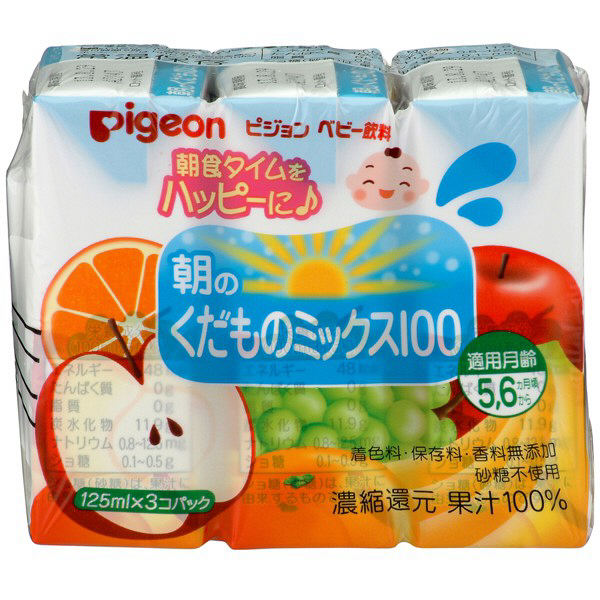 Pigeon ピジョン ベビー飲料
朝食タイムを
ハッピーに♪
朝の
くだものミックス100
適用月齢
5,6ヵ月頃から
エネルギー 48
たんぱく質 0g
脂質 0g
炭水化物 11.9g
ナトリウム 0.8~12.5mg
ショ糖 0.1~0.5g
着色料・保存料・香料無添加
砂糖不使用
125ml×3コパック
濃縮還元 果汁100%